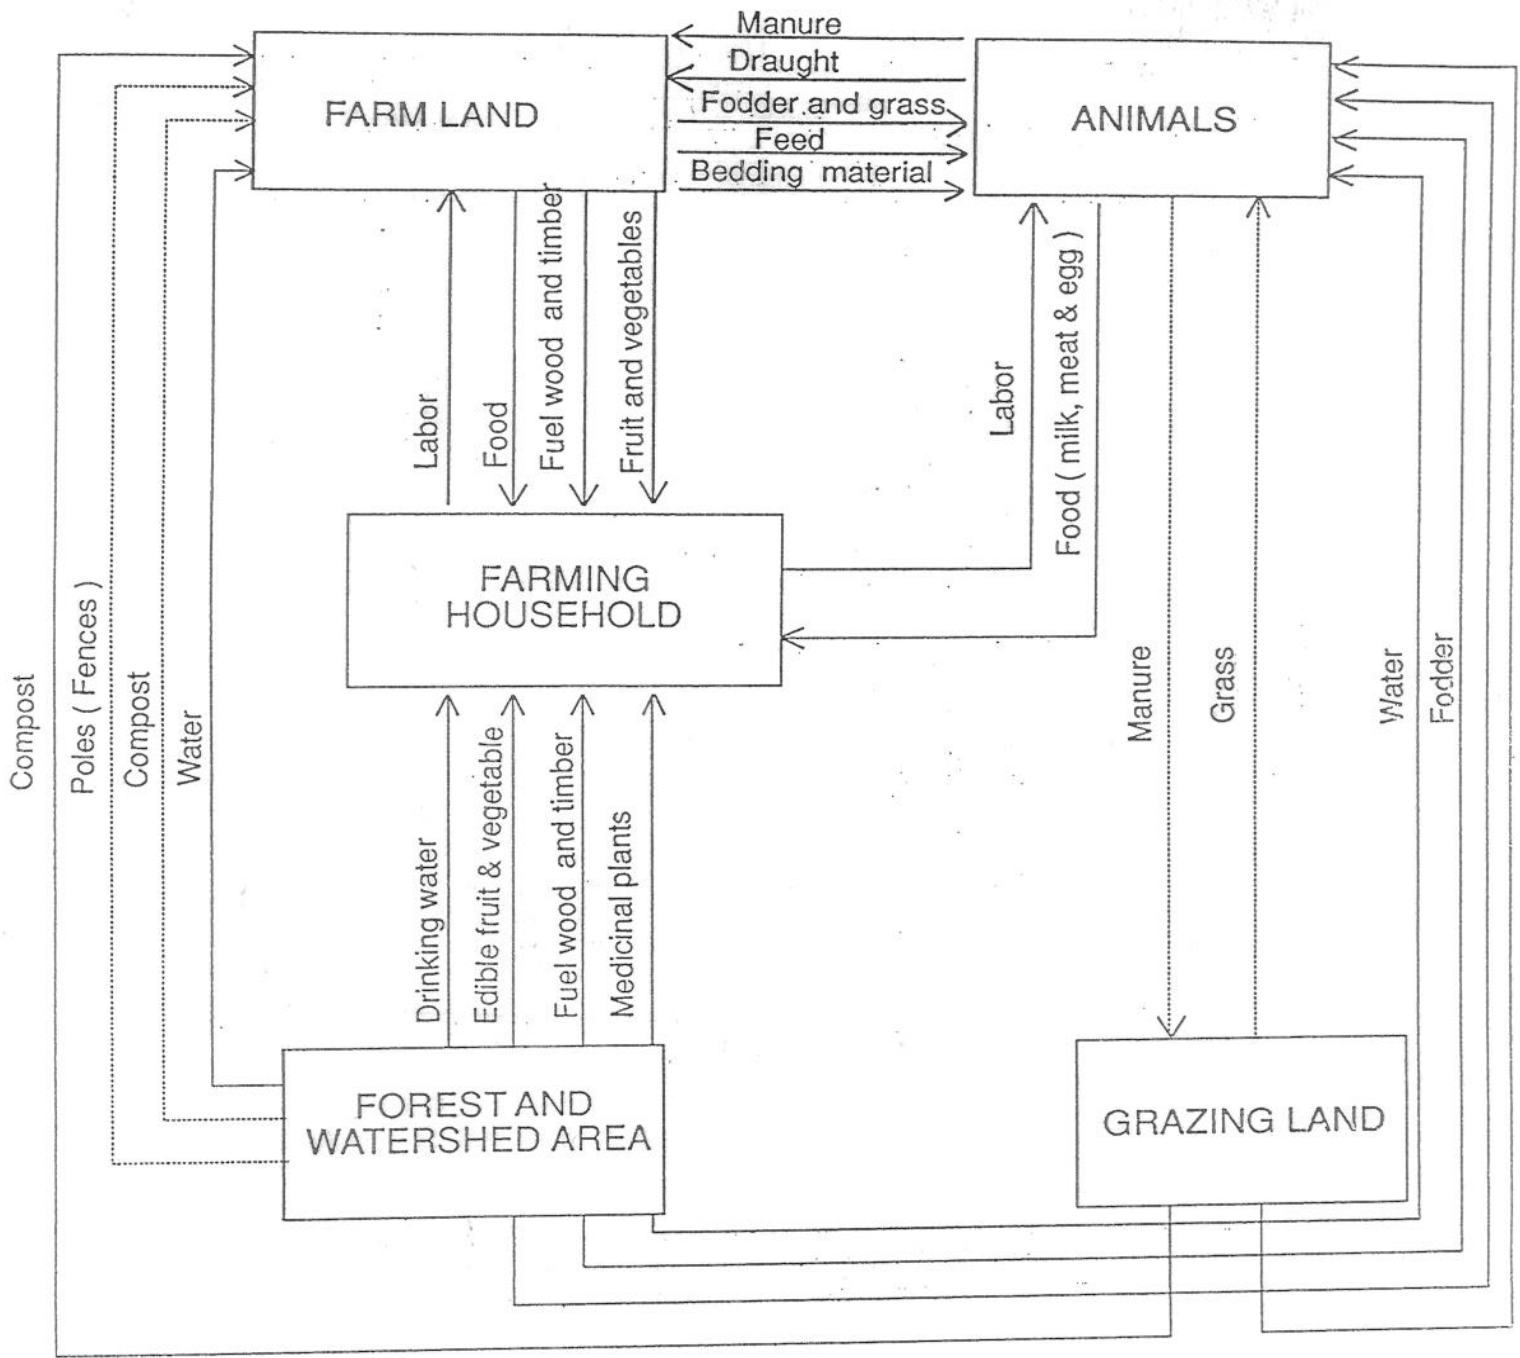 Manure
Draught
Fodder and grass
Feed
Bedding material
FARM LAND
ANIMALS
Labor
Food
Fuel wood and timber
Fruit and vegetables
Labor
Food ( milk, meat & egg )
FARMING
HOUSEHOLD
Compost
Poles ( Fences )
Compost
Water
Manure
Grass
Water
Fodder
Drinking water
Edible fruit & vegetable
Fuel wood and timber
Medicinal plants
FOREST AND
WATERSHED AREA
GRAZING LAND